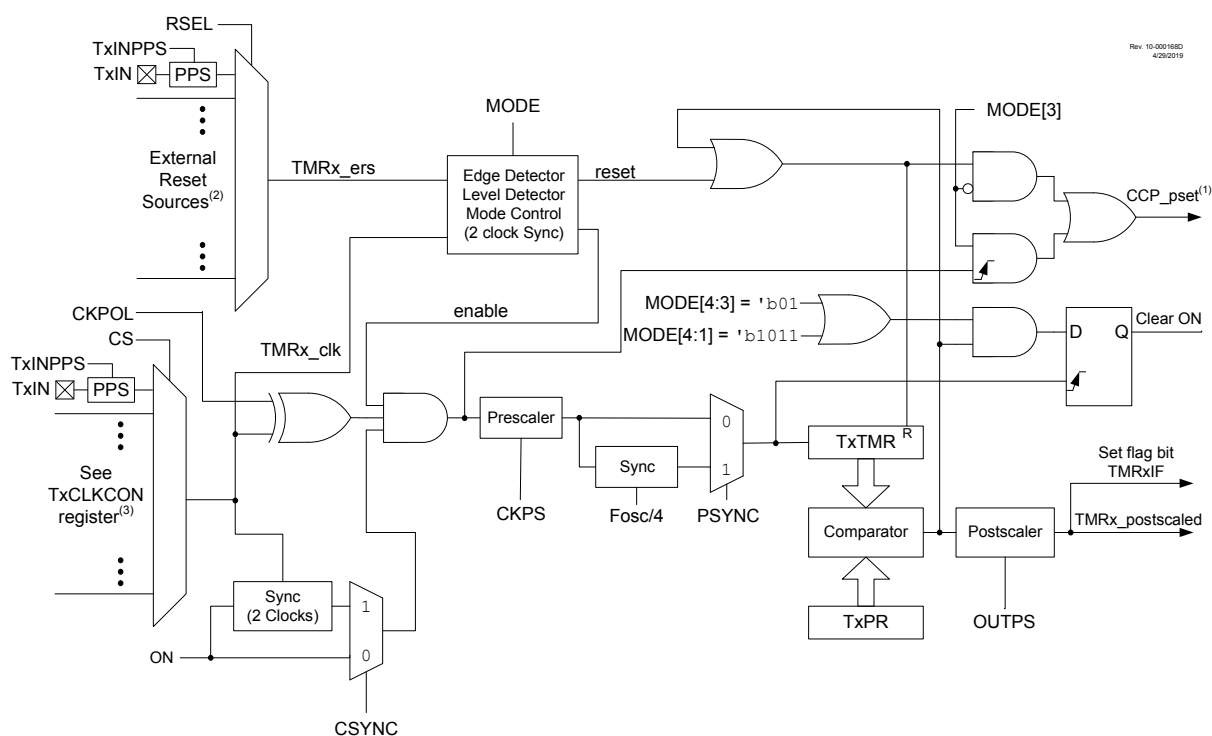 RSEL
Rev. 10-000168D
4/29/2019
TxINPPS
TxIN
PPS
MODE
MODE[3]
External
Reset
Sources(2)
TMRx_ers
Edge Detector
Level Detector
Mode Control
(2 clock Sync)
reset
CCP_pset(1)
CKPOL
CS
enable
MODE[4:3] = 'b01
MODE[4:1] = 'b1011
D
Q
Clear ON
TMRx_clk
TxINPPS
TxIN
PPS
See
TxCLKCON
register(3)
Prescaler
0
1
Sync
CKPS
Fosc/4
PSYNC
TxTMR
R
Set flag bit
TMRxIF
Comparator
Postscaler
TMRx_postscaled
TxPR
OUTPS
Sync
(2 Clocks)
1
0
ON
CSYNC